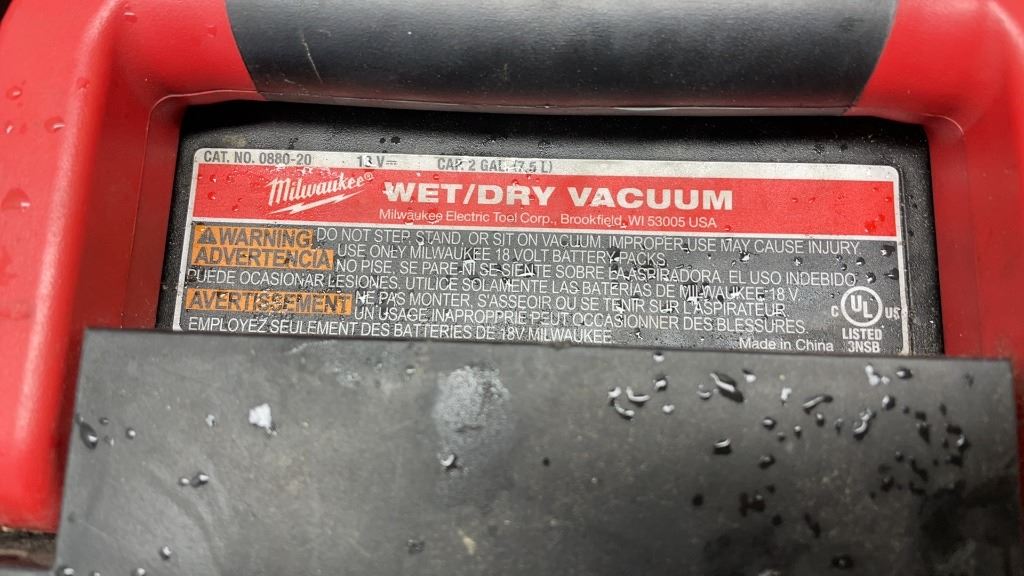 CAT. NO. 0880-20 18 V⎓ CAP. 2 GAL. (7,5 L)
Milwaukee® WET/DRY VACUUM
Milwaukee Electric Tool Corp., Brookfield, WI 53005 USA
WARNING DO NOT STEP, STAND, OR SIT ON VACUUM. IMPROPER USE MAY CAUSE INJURY.
USE ONLY MILWAUKEE 18 VOLT BATTERY PACKS.
ADVERTENCIA NO PISE, SE PARE NI SE SIENTE SOBRE LA ASPIRADORA. EL USO INDEBIDO
PUEDE OCASIONAR LESIONES. UTILICE SOLAMENTE LAS BATERÍAS DE MILWAUKEE 18 V
AVERTISSEMENT NE PAS MONTER, S'ASSEOIR OU SE TENIR SUR L'ASPIRATEUR.
UN USAGE INAPROPPRIE PEUT OCCASIONNER DES BLESSURES.
EMPLOYEZ SEULEMENT DES BATTERIES DE 18V MILWAUKEE.
Made in China
C UL US
LISTED
3NSB